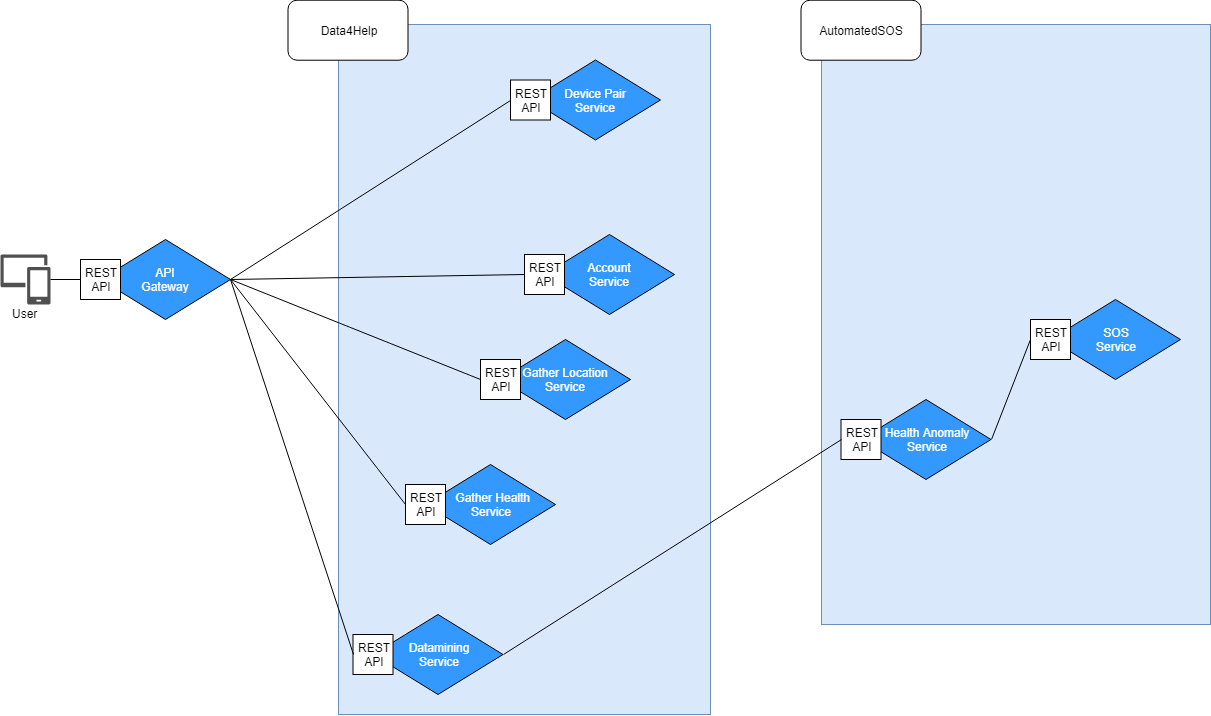 Data4Help
AutomatedSOS
REST
API
Device Pair
Service
REST
API
API
Gateway
User
REST
API
Account
Service
REST
API
Gather Location
Service
REST
API
Gather Health
Service
REST
API
Datamining
Service
REST
API
SOS
Service
REST
API
Health Anomaly
Service